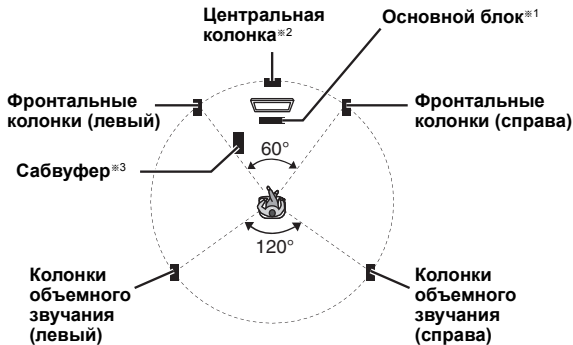 Центральная
колонка※2
Основной блок※1
Фронтальные
колонки (левый)
Фронтальные
колонки (справа)
Сабвуфер※3
60°
120°
Колонки
объемного
звучания
(левый)
Колонки
объемного
звучания
(справа)